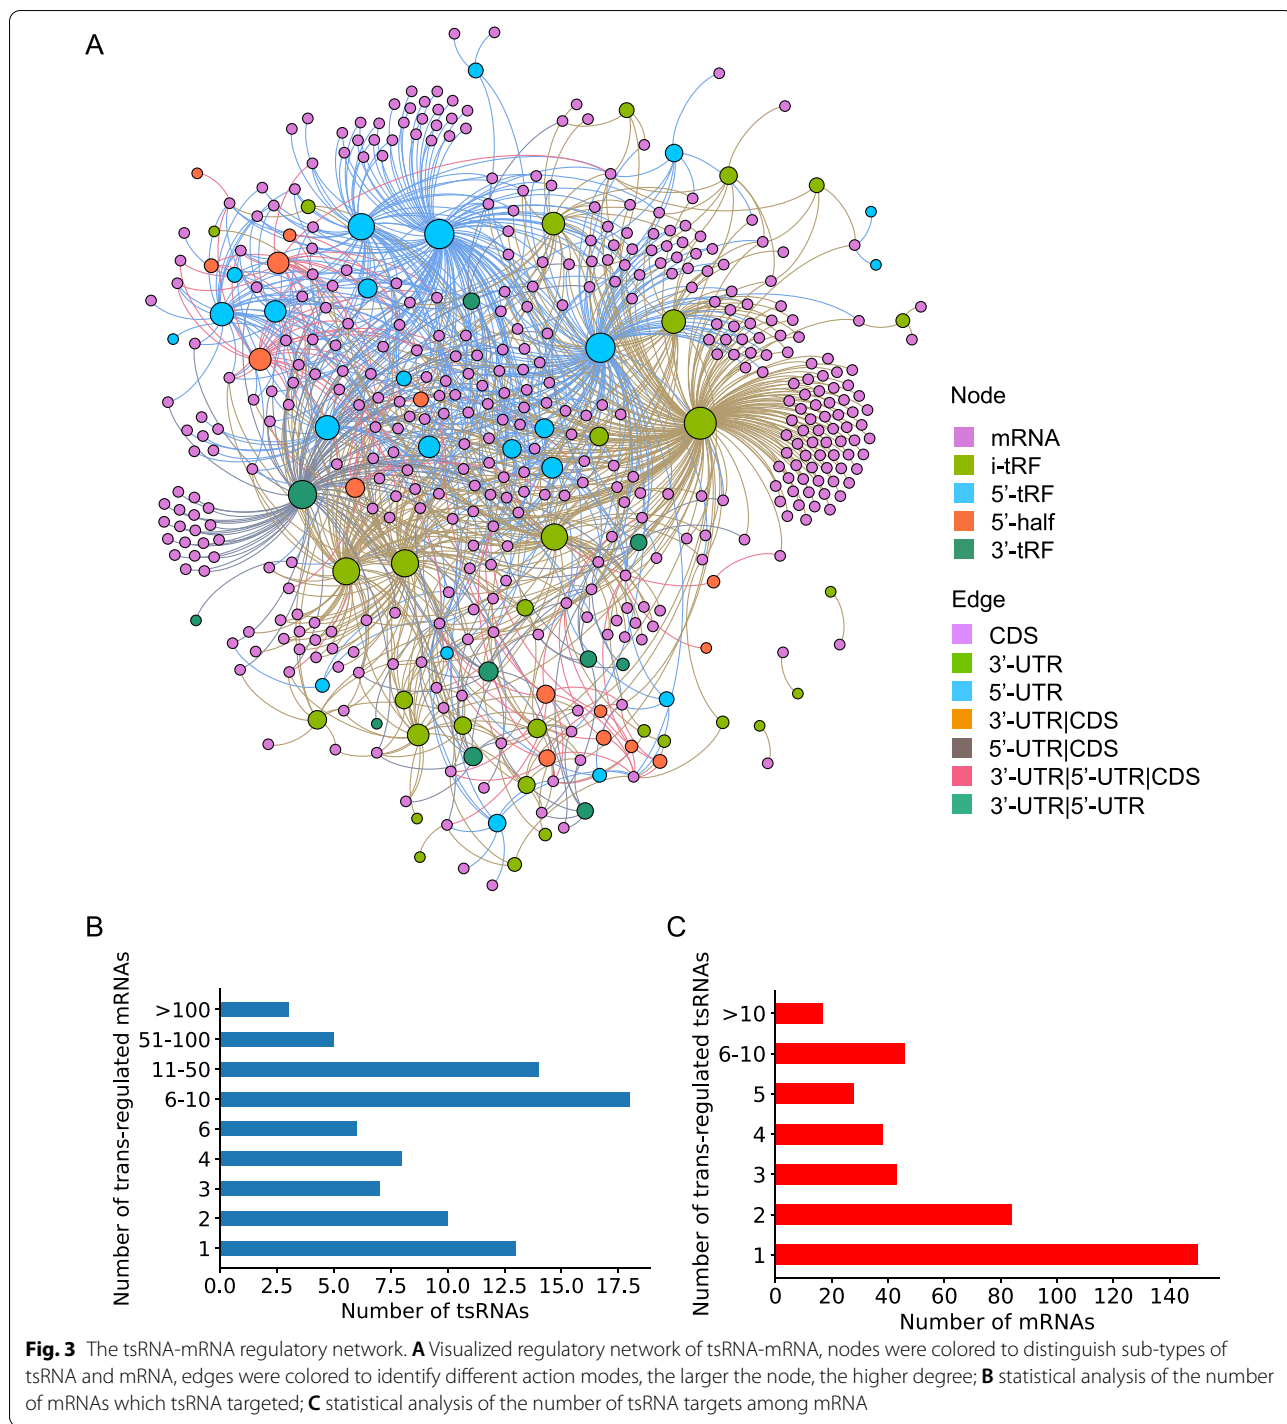 A
Node
mRNA
i-tRF
5'-tRF
5'-half
3'-tRF
Edge
CDS
3'-UTR
5'-UTR
3'-UTR|CDS
5'-UTR|CDS
3'-UTR|5'-UTR|CDS
3'-UTR|5'-UTR
B
Number of trans-regulated mRNAs
>100
51-100
11-50
6-10
6
4
3
2
1
0.0 2.5 5.0 7.5 10.0 12.5 15.0 17.5
Number of tsRNAs
C
Number of trans-regulated tsRNAs
>10
6-10
5
4
3
2
1
0 20 40 60 80 100 120 140
Number of mRNAs
Fig. 3 The tsRNA-mRNA regulatory network. A Visualized regulatory network of tsRNA-mRNA, nodes were colored to distinguish sub-types of
tsRNA and mRNA, edges were colored to identify different action modes, the larger the node, the higher degree; B statistical analysis of the number
of mRNAs which tsRNA targeted; C statistical analysis of the number of tsRNA targets among mRNA